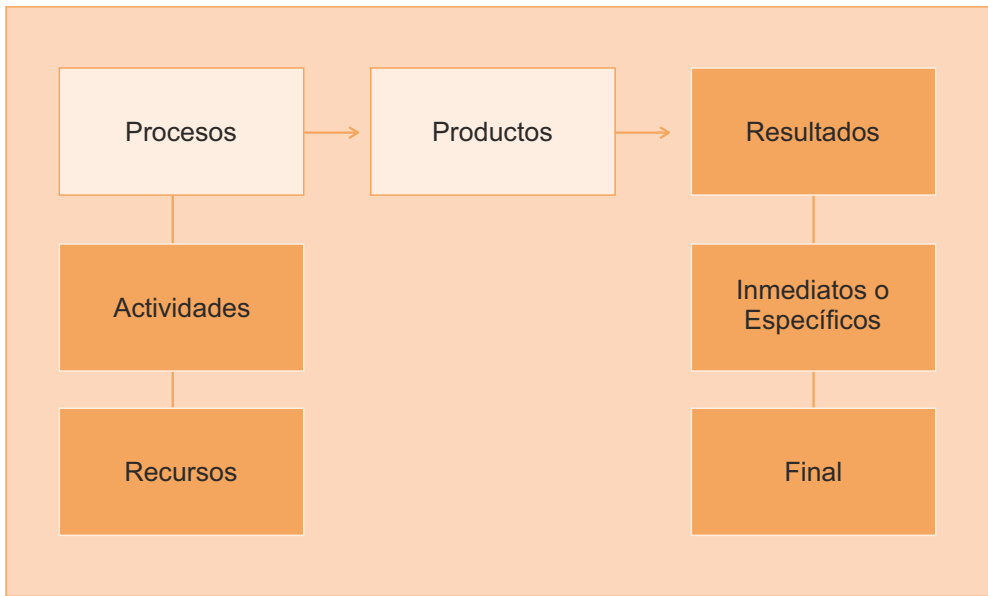 Procesos
Productos
Resultados
Actividades
Inmediatos o
Específicos
Recursos
Final